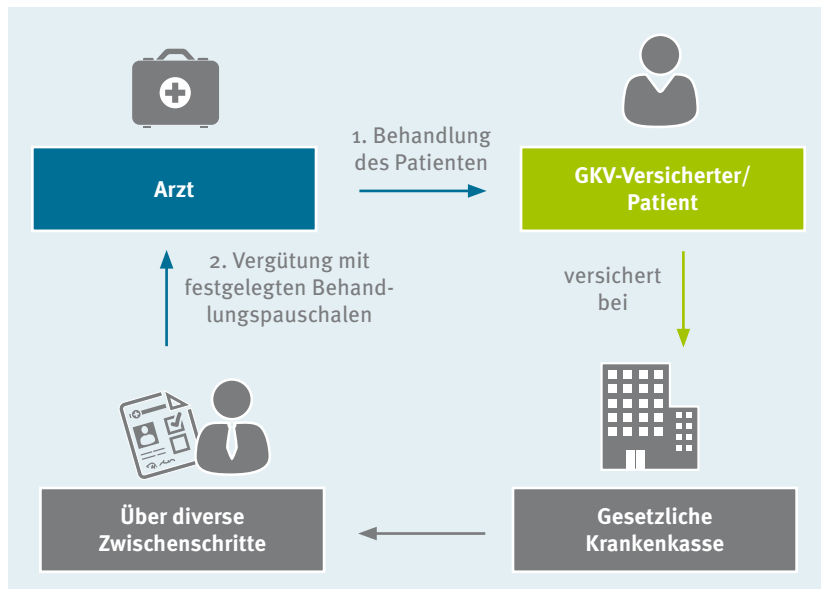 1. Behandlung
des Patienten
Arzt
GKV-Versicherter/
Patient
2. Vergütung mit
festgelegten Behand-
lungspauschalen
versichert
bei
Über diverse
Zwischenschritte
Gesetzliche
Krankenkasse